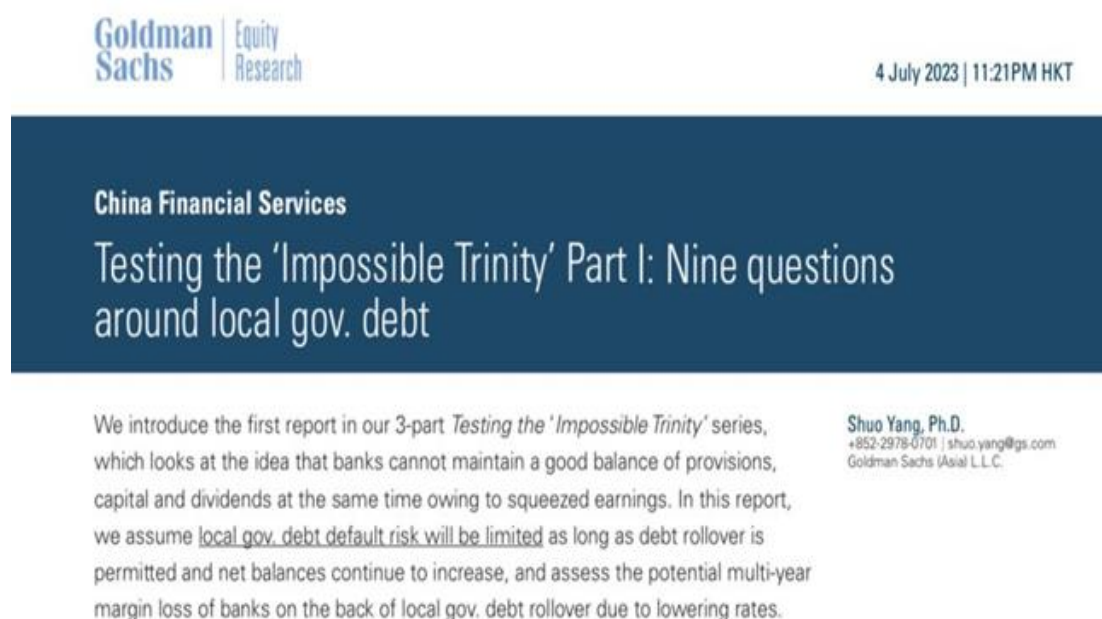 Goldman Sachs
Equity Research
4 July 2023 | 11:21PM HKT
China Financial Services
Testing the 'Impossible Trinity' Part I: Nine questions
around local gov. debt
We introduce the first report in our 3-part Testing the 'Impossible Trinity' series,
which looks at the idea that banks cannot maintain a good balance of provisions,
capital and dividends at the same time owing to squeezed earnings. In this report,
we assume local gov. debt default risk will be limited as long as debt rollover is
permitted and net balances continue to increase, and assess the potential multi-year
margin loss of banks on the back of local gov. debt rollover due to lowering rates.
Shuo Yang, Ph.D.
+852-2978-0701 | shuo.yang@gs.com
Goldman Sachs (Asia) L.L.C.